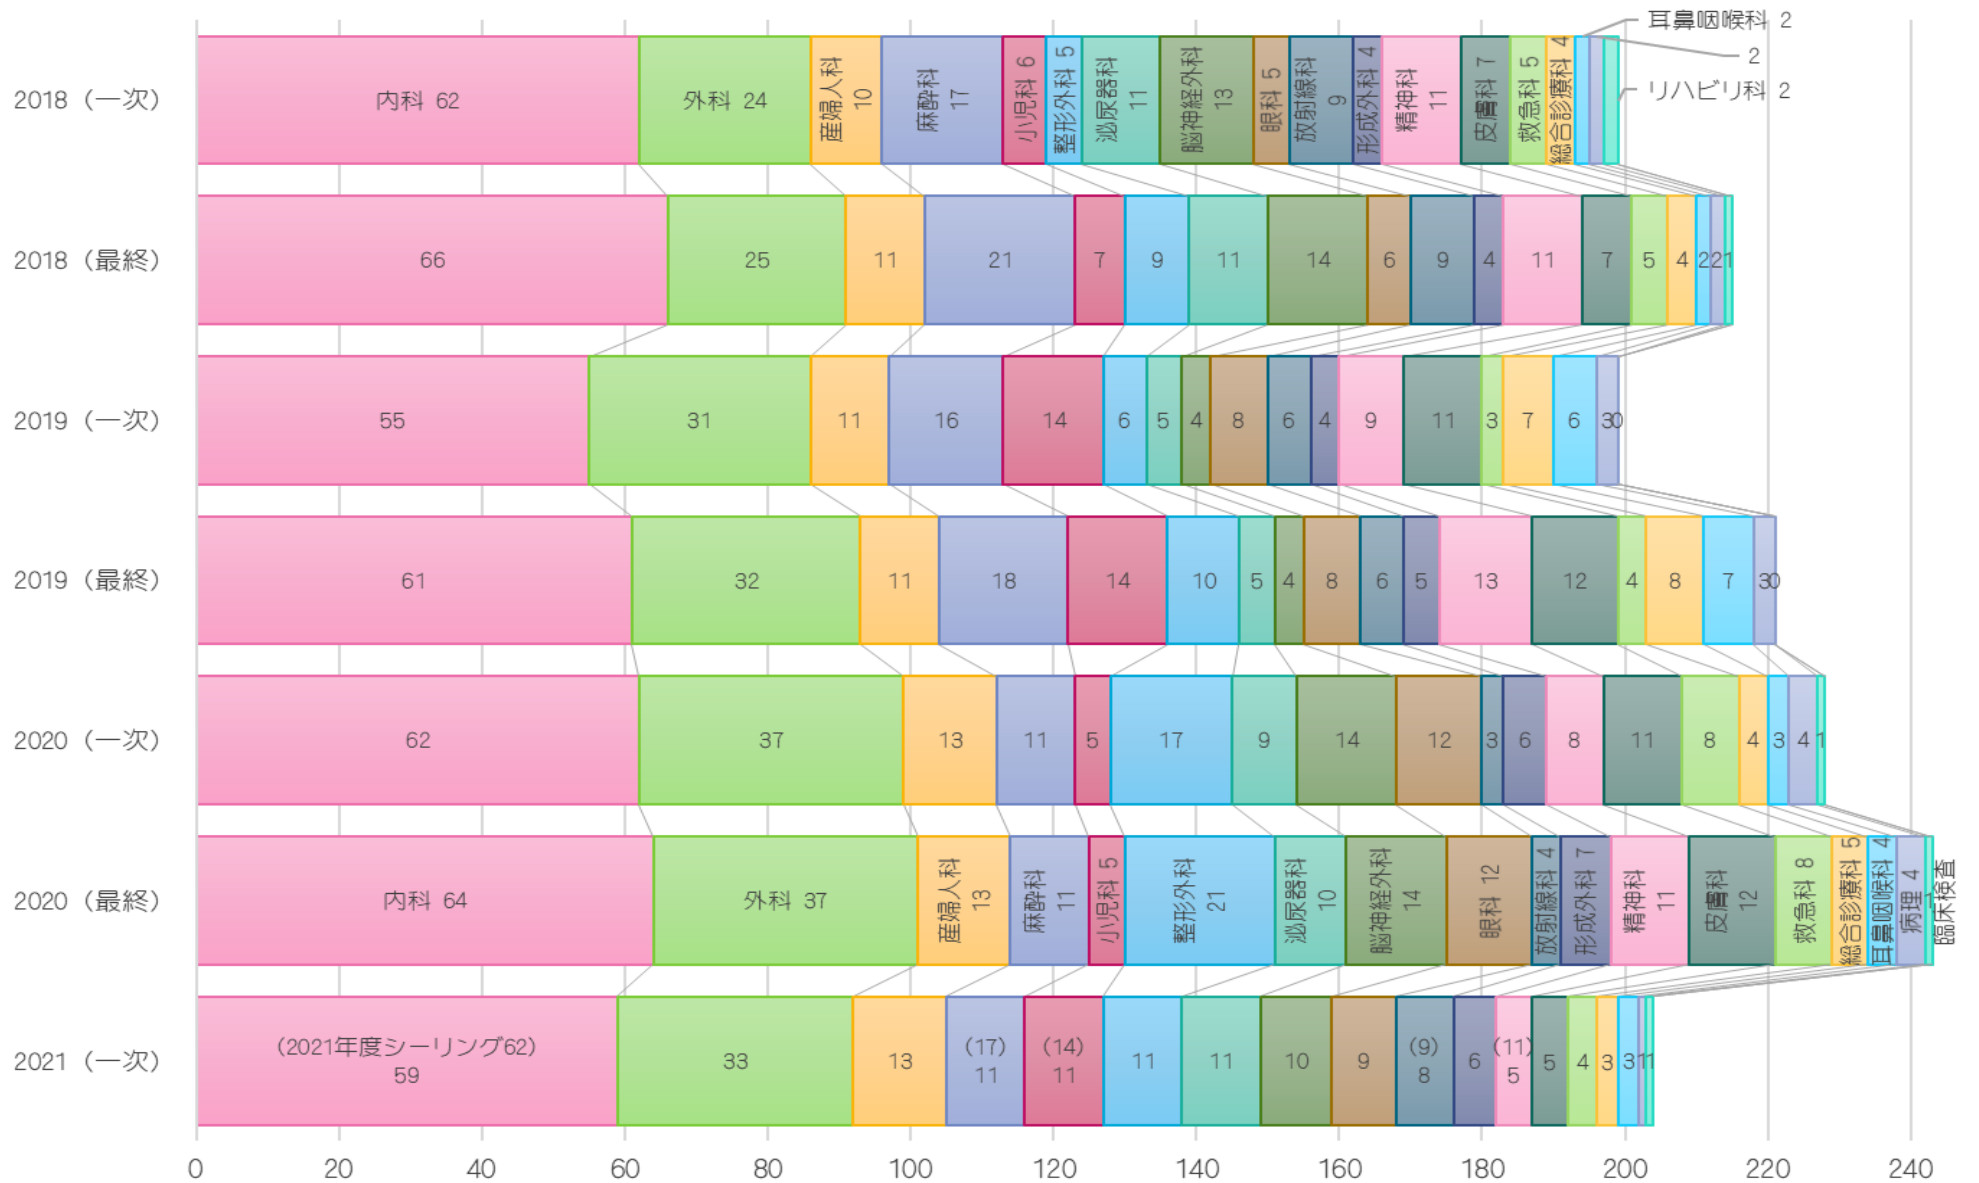 耳鼻咽喉科 2
2
リハビリ科 2
2018（一次）
内科 62
外科 24
産婦人科
10
麻酔科
17
小児科 6
整形外科 5
泌尿器科
11
脳神経外科
13
眼科 5
放射線科
9
形成外科 4
精神科
11
皮膚科 7
救急科 5
総合診療科 4
2018（最終）
66
25
11
21
7
9
11
14
6
9
4
11
7
5
4
2
2
1
2019（一次）
55
31
11
16
14
6
5
4
8
6
4
9
11
3
7
6
3
0
2019（最終）
61
32
11
18
14
10
5
4
8
6
5
13
12
4
8
7
3
0
2020（一次）
62
37
13
11
5
17
9
14
12
3
6
8
11
8
4
3
4
1
2020（最終）
内科 64
外科 37
産婦人科
13
麻酔科
11
小児科 5
整形外科
21
泌尿器科
10
脳神経外科
14
眼科 12
放射線科 4
形成外科 7
精神科
11
皮膚科
12
救急科 8
総合診療科 5
耳鼻咽喉科 4
病理 4
臨床検査
1
2021（一次）
（2021年度シーリング62）
59
33
13
（17）
11
（14）
11
11
11
10
9
（9）
8
6
（11）
5
5
4
3
3
1
1
0
20
40
60
80
100
120
140
160
180
200
220
240